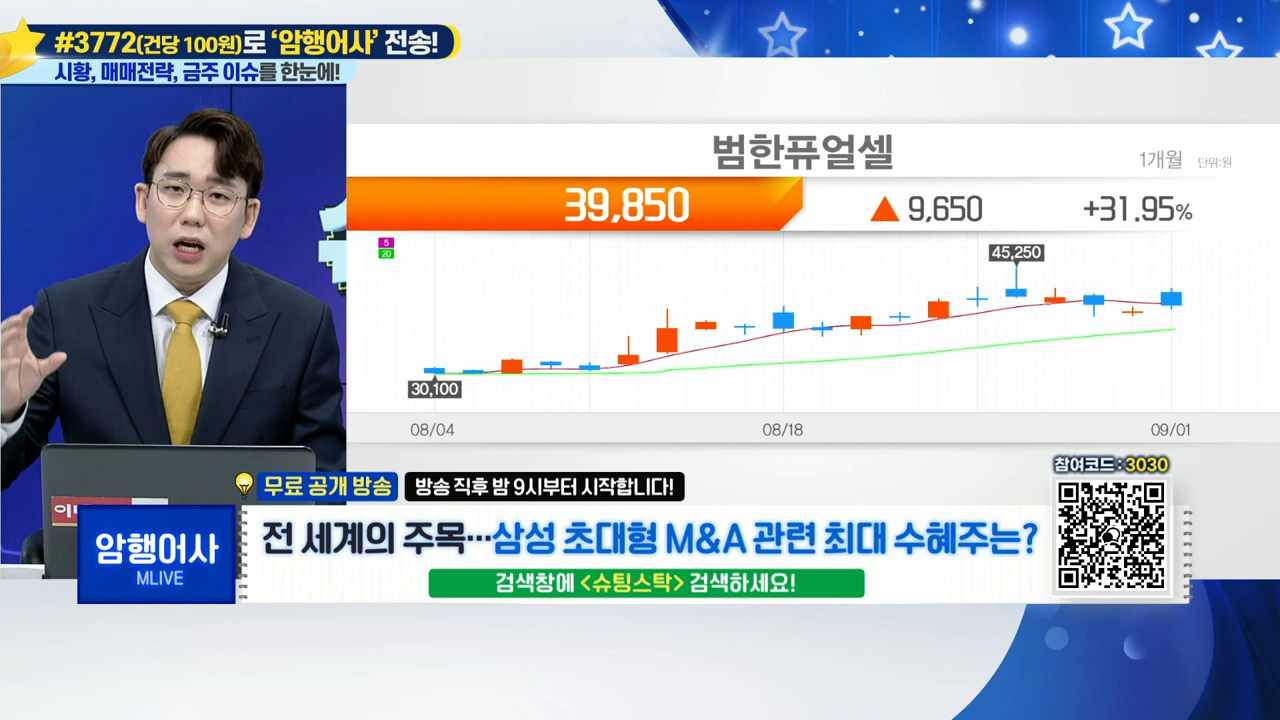 #3772(건당 100원)로 '암행어사' 전송!
시황, 매매전략, 금주 이슈를 한눈에!
범한퓨얼셀
1개월 단위:원
39,850 ▲ 9,650 +31.95%
5
20
45,250
30,100
08/04 08/18 09/01
참여코드:3030
무료 공개 방송 방송 직후 밤 9시부터 시작합니다!
암행어사
MLIVE
전 세계의 주목…삼성 초대형 M&A 관련 최대 수혜주는?
검색창에 <슈팅스탁> 검색하세요!